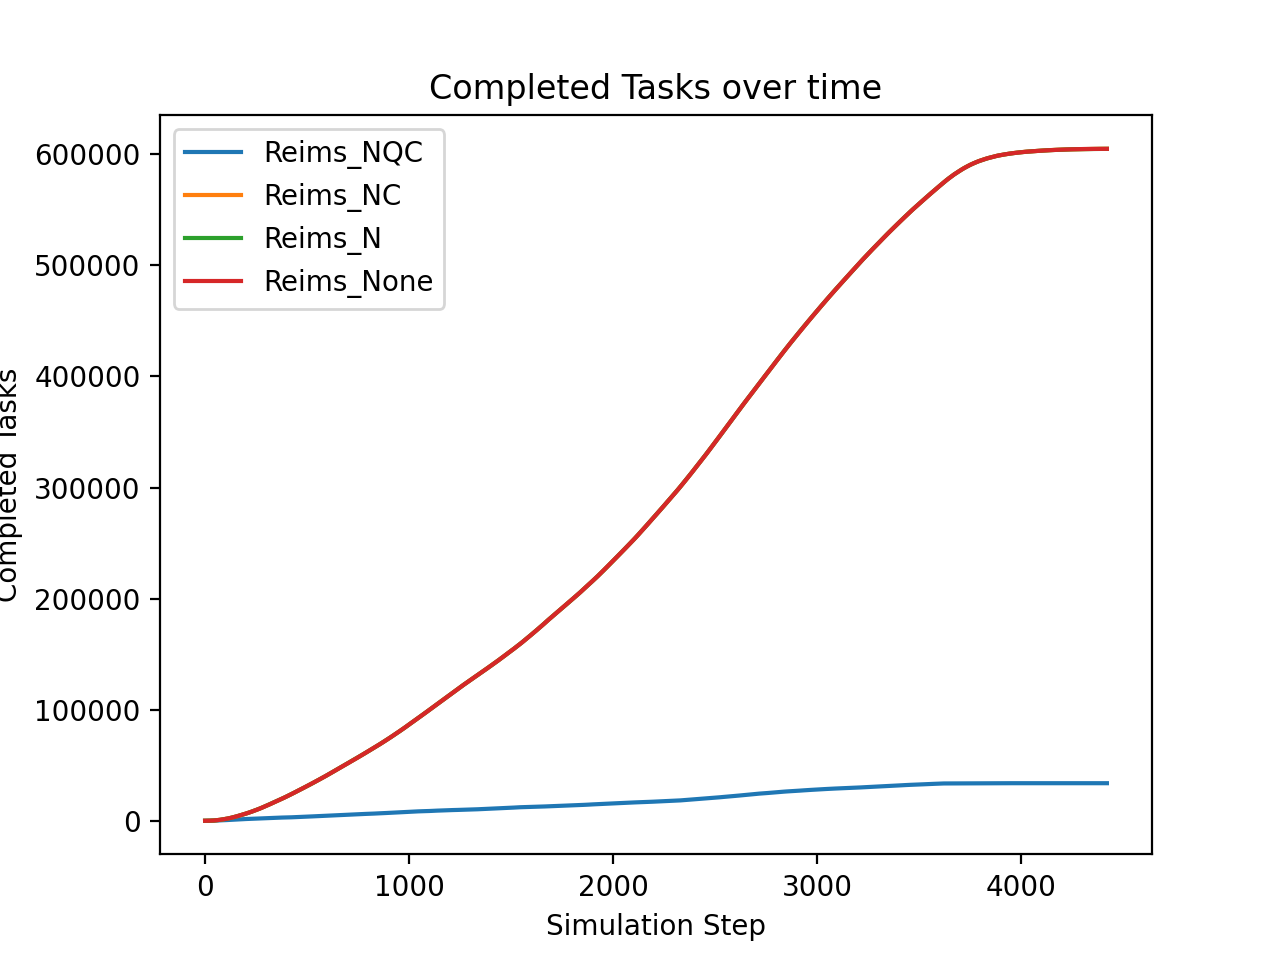 Completed Tasks over time
Reims_NQC
Reims_NC
Reims_N
Reims_None
600000
500000
400000
300000
200000
100000
0
Completed Tasks
0 1000 2000 3000 4000
Simulation Step